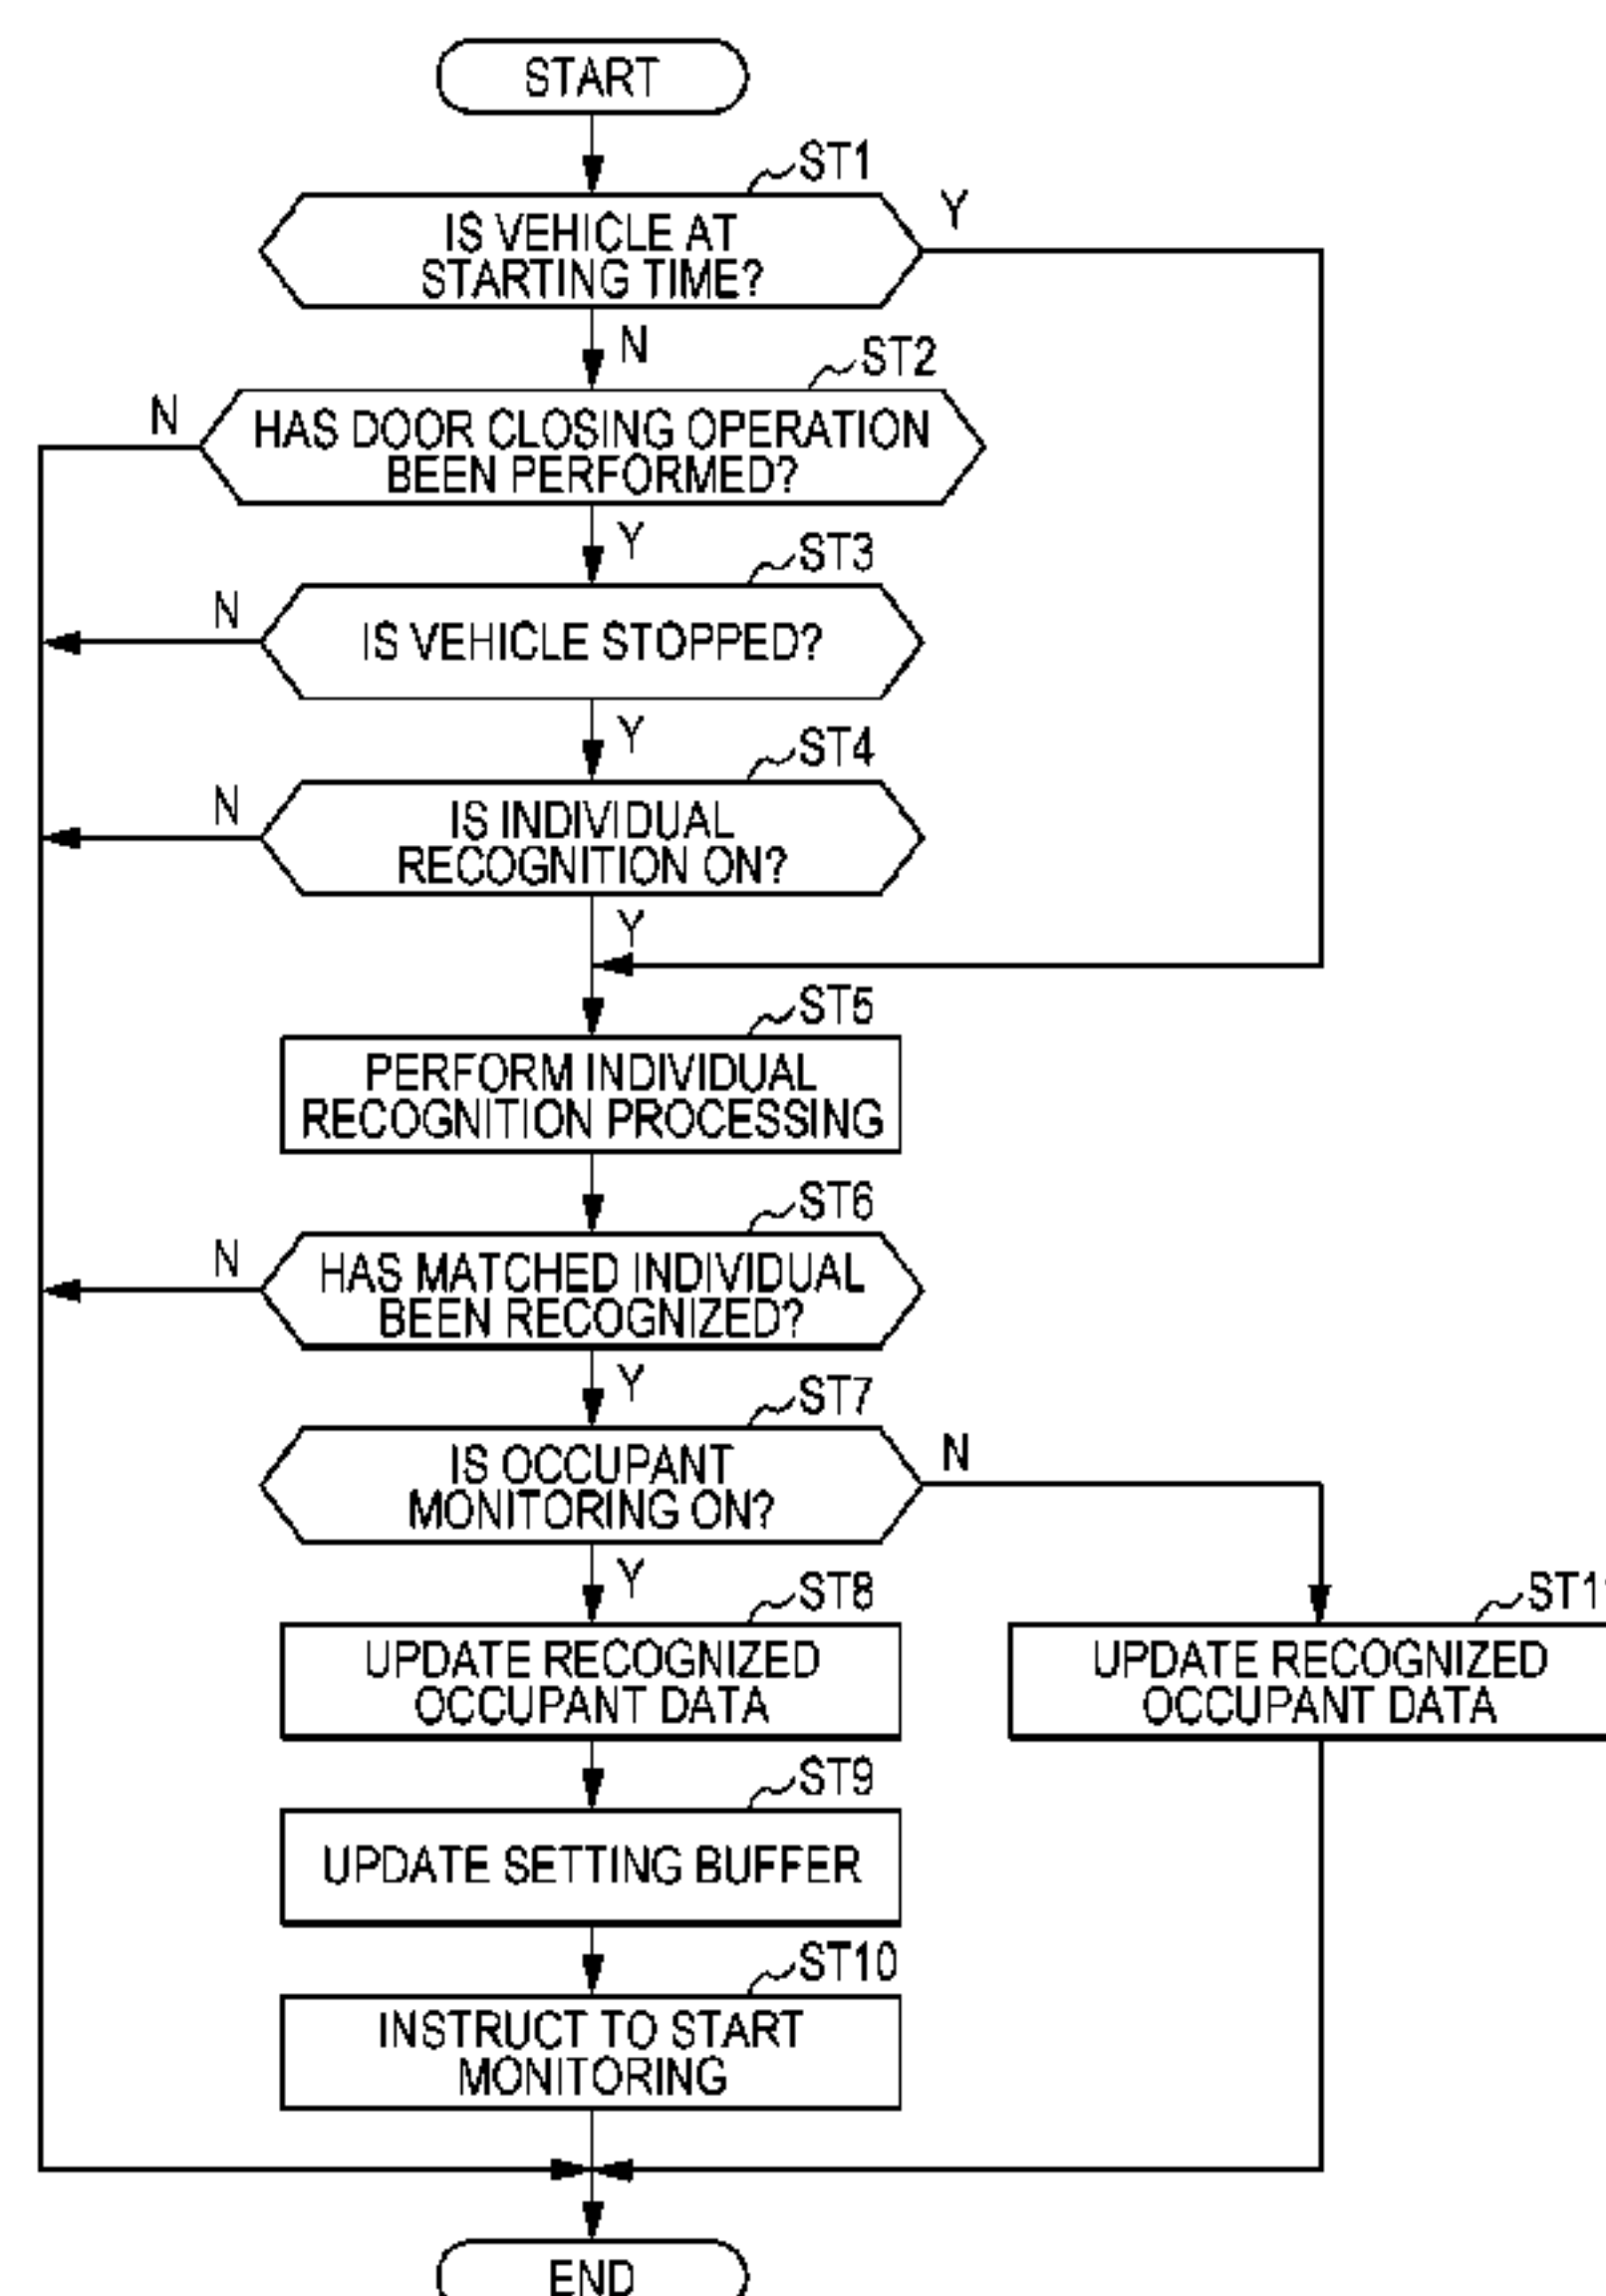 START
ST1
IS VEHICLE AT
STARTING TIME?
Y
N
ST2
N
HAS DOOR CLOSING OPERATION
BEEN PERFORMED?
Y
ST3
N
IS VEHICLE STOPPED?
Y
ST4
N
IS INDIVIDUAL
RECOGNITION ON?
Y
ST5
PERFORM INDIVIDUAL
RECOGNITION PROCESSING
ST6
N
HAS MATCHED INDIVIDUAL
BEEN RECOGNIZED?
Y
ST7
IS OCCUPANT
MONITORING ON?
N
Y
ST8
UPDATE RECOGNIZED
OCCUPANT DATA
UPDATE RECOGNIZED
OCCUPANT DATA
ST9
UPDATE SETTING BUFFER
ST10
INSTRUCT TO START
MONITORING
END